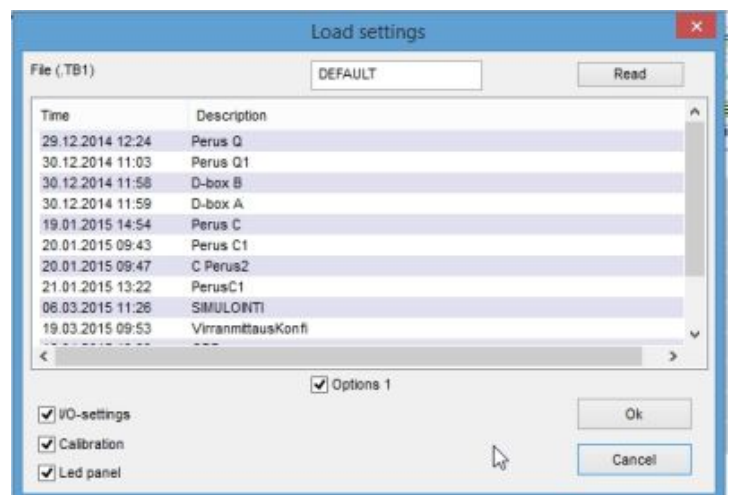 Load settings
File (.TB1) DEFAULT Read
Time Description
29.12.2014 12:24 Perus Q
30.12.2014 11:03 Perus Q1
30.12.2014 11:58 D-box B
30.12.2014 11:59 D-box A
19.01.2015 14:54 Perus C
20.01.2015 09:43 Perus C1
20.01.2015 09:47 C Perus2
21.01.2015 13:22 PerusC1
06.03.2015 11:26 SIMULOINTI
19.03.2015 09:53 VirranmittausKonfi
Options 1
I/O-settings Ok
Calibration
Led panel Cancel